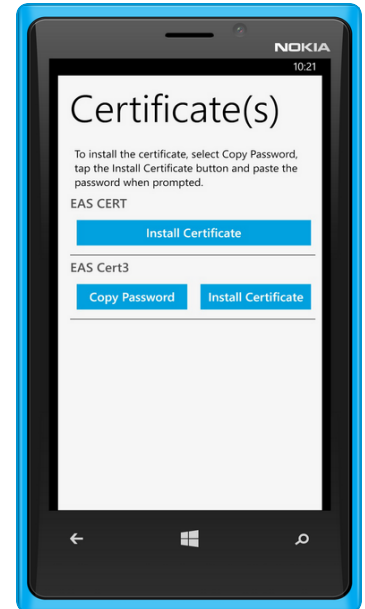 NOKIA
10:21
Certificate(s)
To install the certificate, select Copy Password,
tap the Install Certificate button and paste the
password when prompted.
EAS CERT
Install Certificate
EAS Cert3
Copy Password Install Certificate